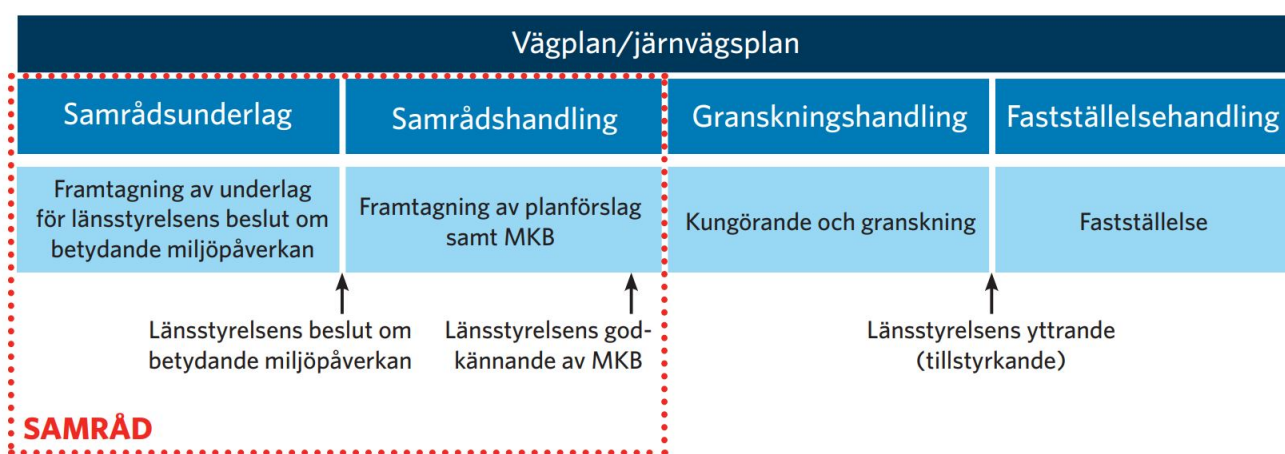 Vägplan/järnvägsplan
Samrådsunderlag
Samrådshandling
Granskningshandling
Fastställelsehandling
Framtagning av underlag
för länsstyrelsens beslut om
betydande miljöpåverkan
Framtagning av planförslag
samt MKB
Kungörande och granskning
Fastställelse
Länsstyrelsens beslut om
betydande miljöpåverkan
Länsstyrelsens god-
kännande av MKB
Länsstyrelsens yttrande
(tillstyrkande)
SAMRÅD